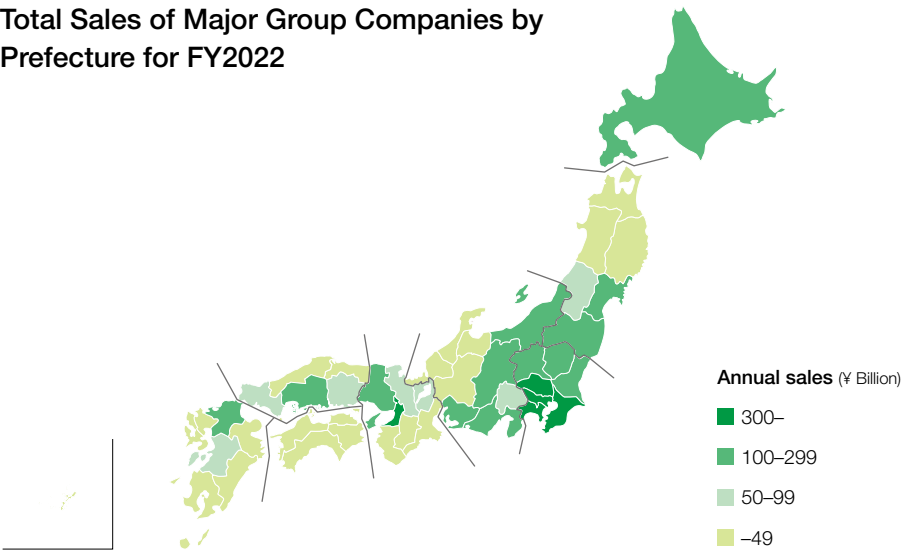 Total Sales of Major Group Companies by
Prefecture for FY2022
Annual sales (¥ Billion)
300–
100–299
50–99
–49